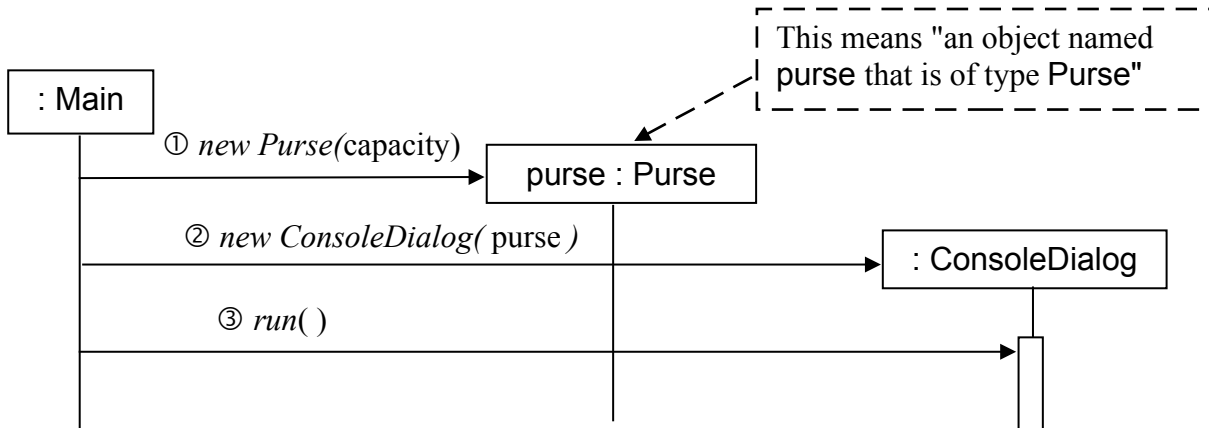 This means "an object named
purse that is of type Purse"
: Main
① new Purse(capacity)
purse : Purse
② new ConsoleDialog( purse )
: ConsoleDialog
③ run( )